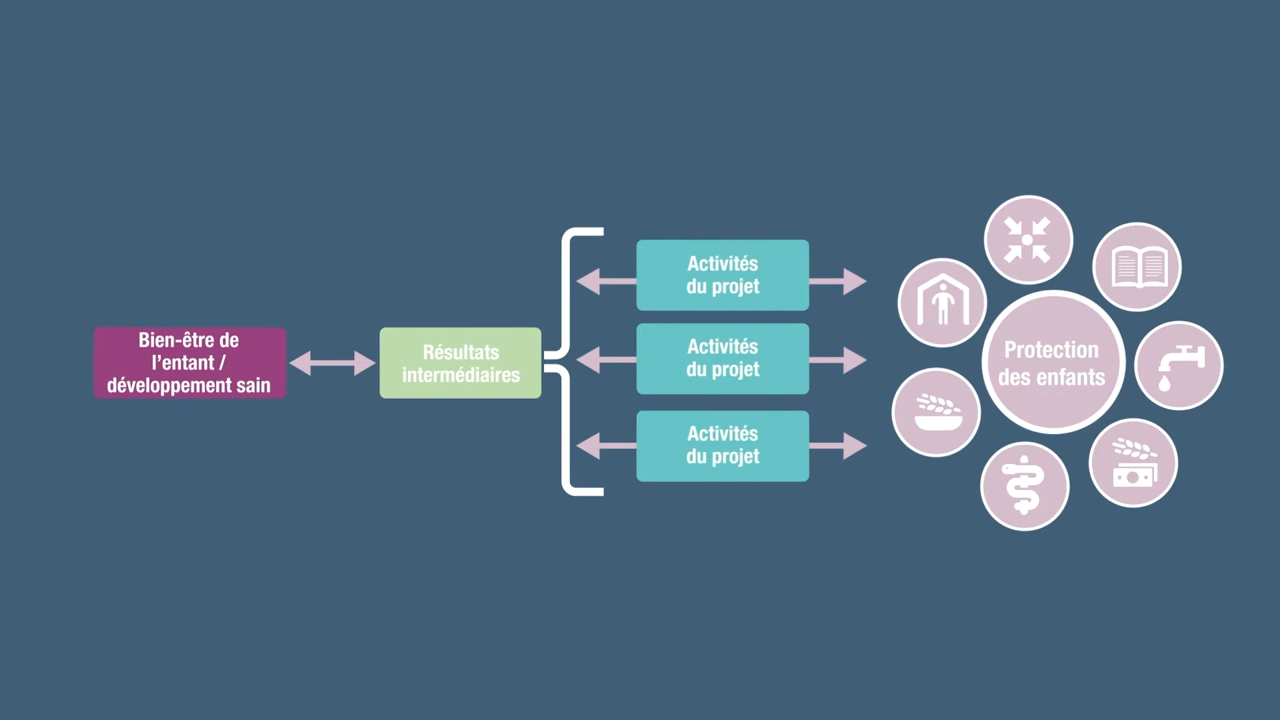 Bien-être de
l'entant /
développement sain
Résultats
intermédiaires
Activités
du projet
Activités
du projet
Activités
du projet
Protection
des enfants